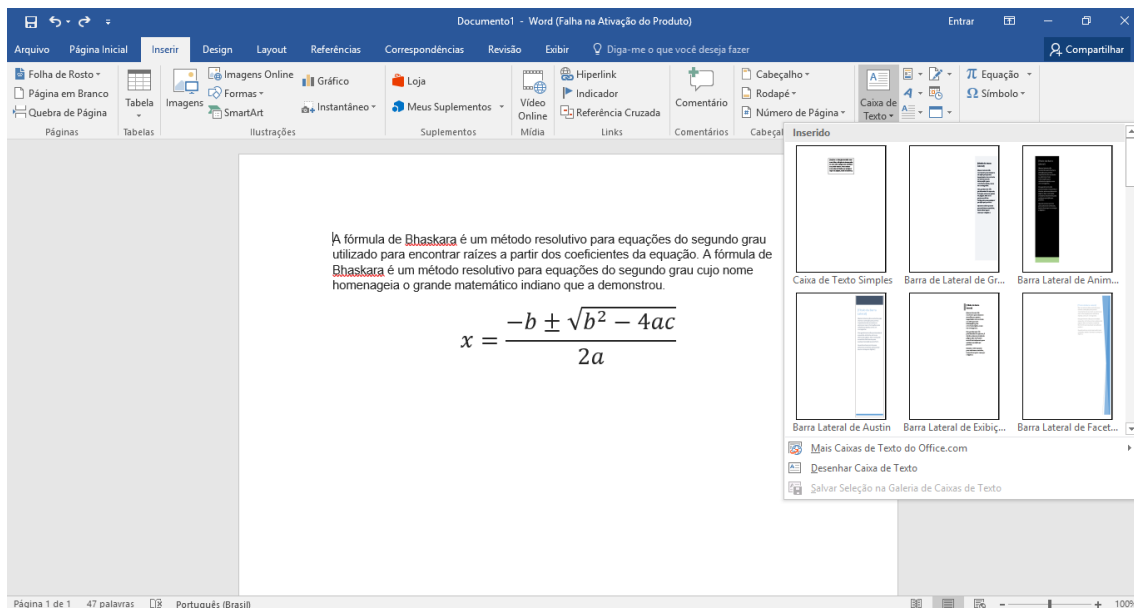 Documento1 - Word (Falha na Ativação do Produto)
Entrar
Arquivo Página Inicial Inserir Design Layout Referências Correspondências Revisão Exibir Diga-me o que você deseja fazer
Compartilhar
Folha de Rosto
Página em Branco
Quebra de Página
Páginas
Tabela
Tabelas
Imagens
Imagens Online
Formas
SmartArt
Gráfico
Instantâneo
Ilustrações
Loja
Meus Suplementos
Suplementos
Vídeo
Online
Mídia
Hiperlink
Indicador
Referência Cruzada
Links
Comentário
Comentários
Cabeçalho
Rodapé
Número de Página
Cabeçal
Caixa de
Texto
Equação
Símbolo
Inserido
Caixa de Texto Simples Barra de Lateral de Gr... Barra Lateral de Anim...
Barra Lateral de Austin Barra Lateral de Exibiç... Barra Lateral de Facet...
Mais Caixas de Texto do Office.com
Desenhar Caixa de Texto
Salvar Seleção na Galeria de Caixas de Texto
A fórmula de Bhaskara é um método resolutivo para equações do segundo grau
utilizado para encontrar raízes a partir dos coeficientes da equação. A fórmula de
Bhaskara é um método resolutivo para equações do segundo grau cujo nome
homenageia o grande matemático indiano que a demonstrou.
x = (−b ± √(b² − 4ac)) / 2a
Página 1 de 1 47 palavras Português (Brasil)
100%